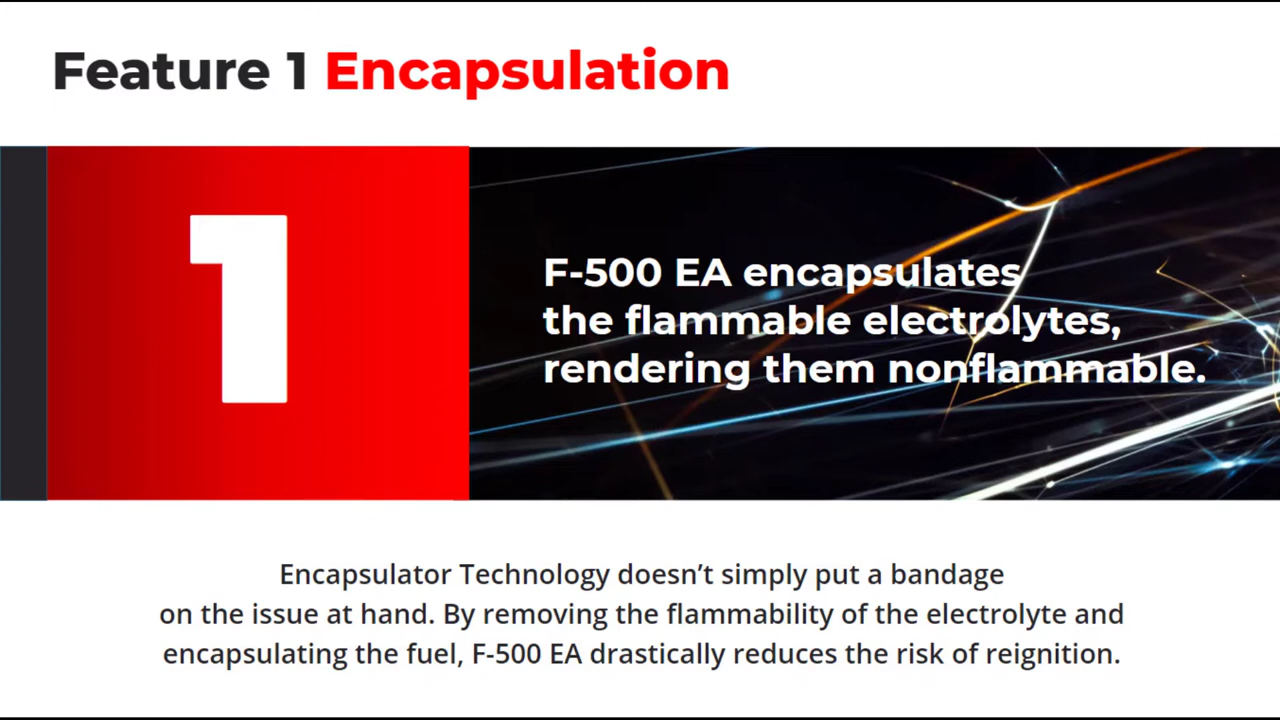 Feature 1 Encapsulation
1
F-500 EA encapsulates
the flammable electrolytes,
rendering them nonflammable.
Encapsulator Technology doesn’t simply put a bandage
on the issue at hand. By removing the flammability of the electrolyte and
encapsulating the fuel, F-500 EA drastically reduces the risk of reignition.